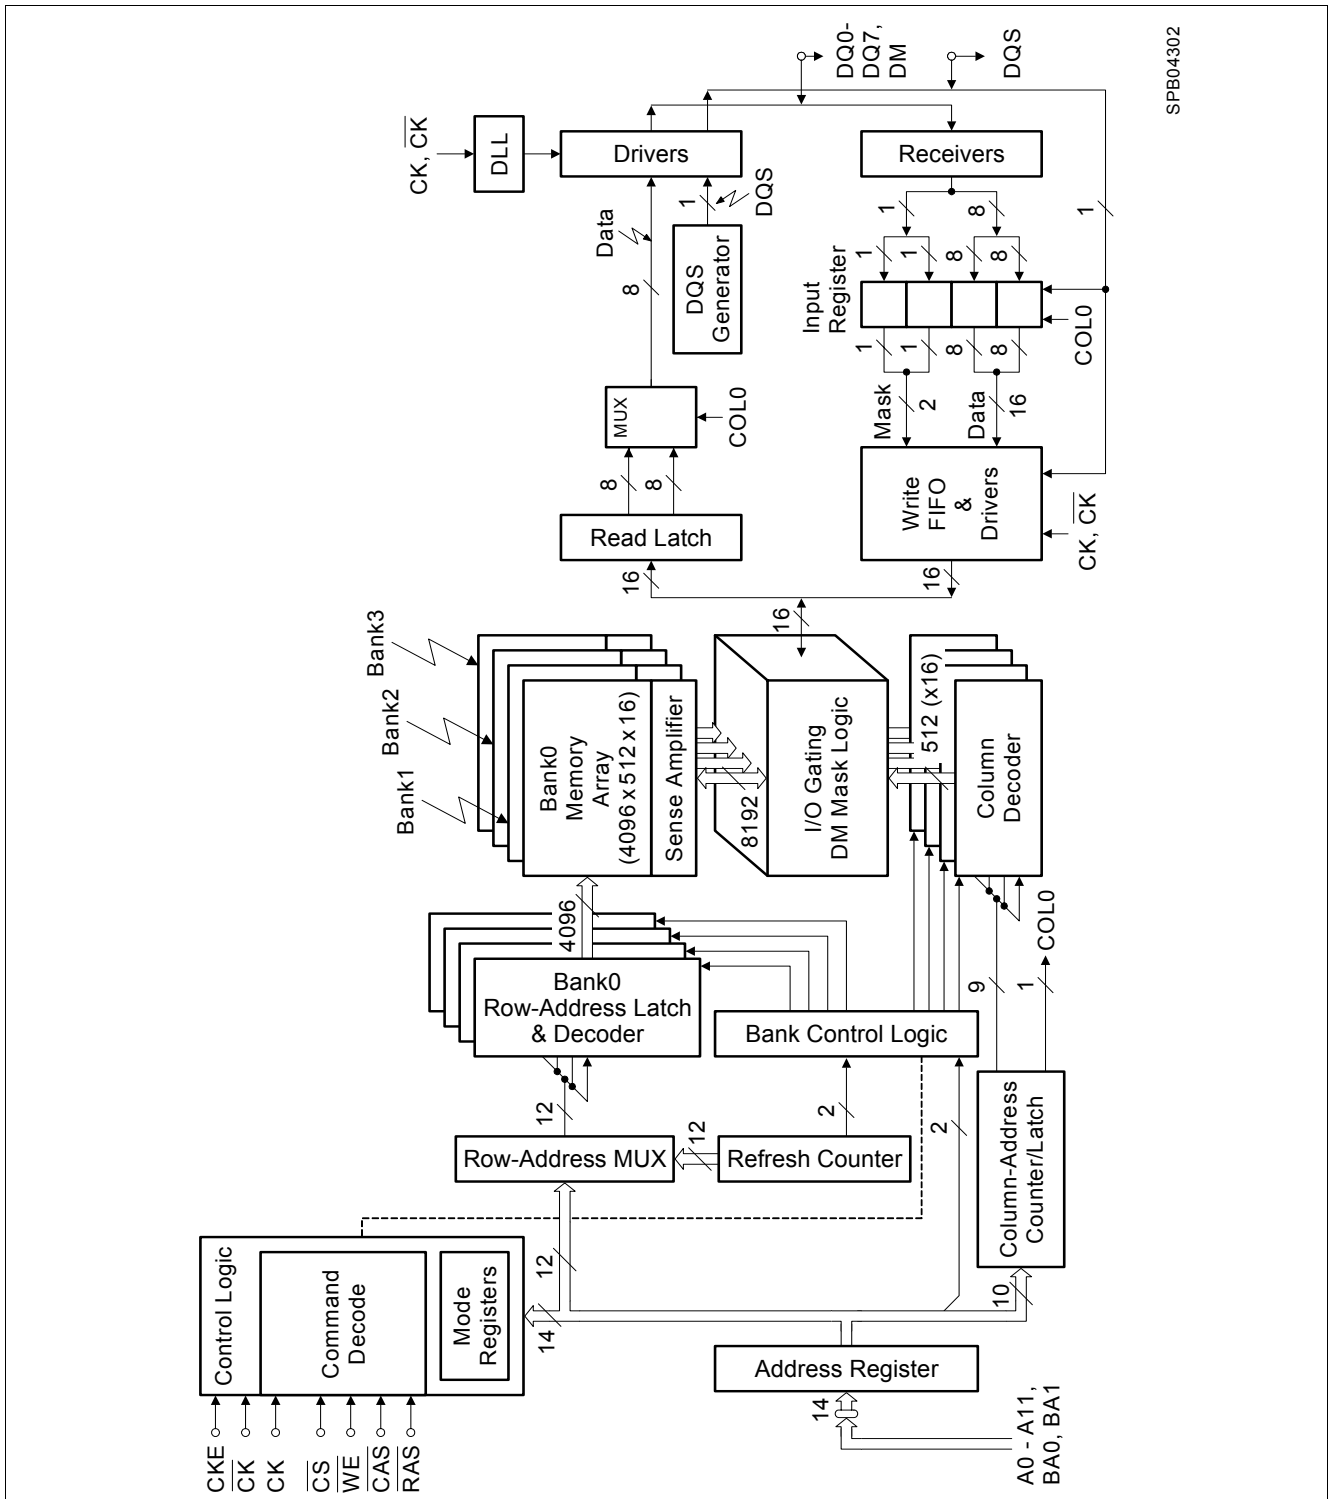 CKE
CK
CK
CS
WE
CAS
RAS
Control Logic
Command
Decode
Mode
Registers
14
12
Row-Address MUX
12
Refresh Counter
12
2
2
10
Address Register
14
A0 - A11,
BA0, BA1
Column-Address
Counter/Latch
9
1
COL0
Bank Control Logic
Bank0
Row-Address Latch
& Decoder
4096
Bank1
Bank2
Bank3
Bank0
Memory
Array
(4096 x 512 x 16)
Sense Amplifier
8192
I/O Gating
DM Mask Logic
512 (x16)
Column
Decoder
16
16
16
Read Latch
8
8
MUX
COL0
8
Data
DQS
Generator
1
DQS
CK, CK
DLL
Drivers
DQ0-
DQ7,
DM
DQS
Receivers
1
8
1
1
8
8
1
Input
Register
COL0
1
1
8
8
Mask
2
Data
16
Write
FIFO
&
Drivers
CK, CK
SPB04302